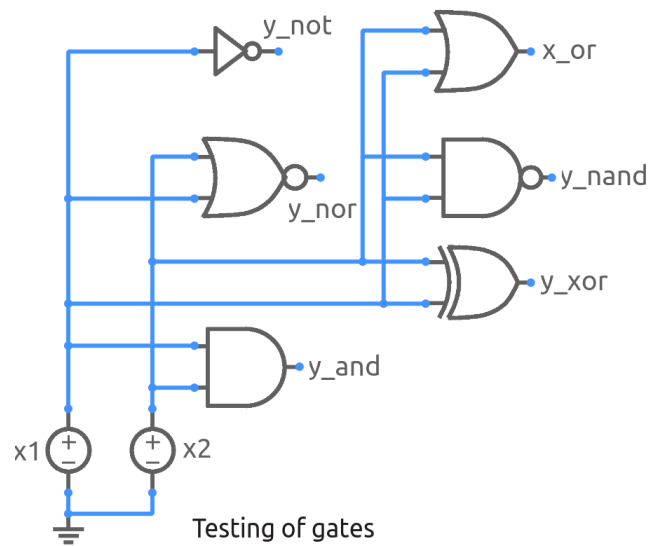 y_not
x_or
y_nor
y_nand
y_xor
y_and
x1
x2
Testing of gates